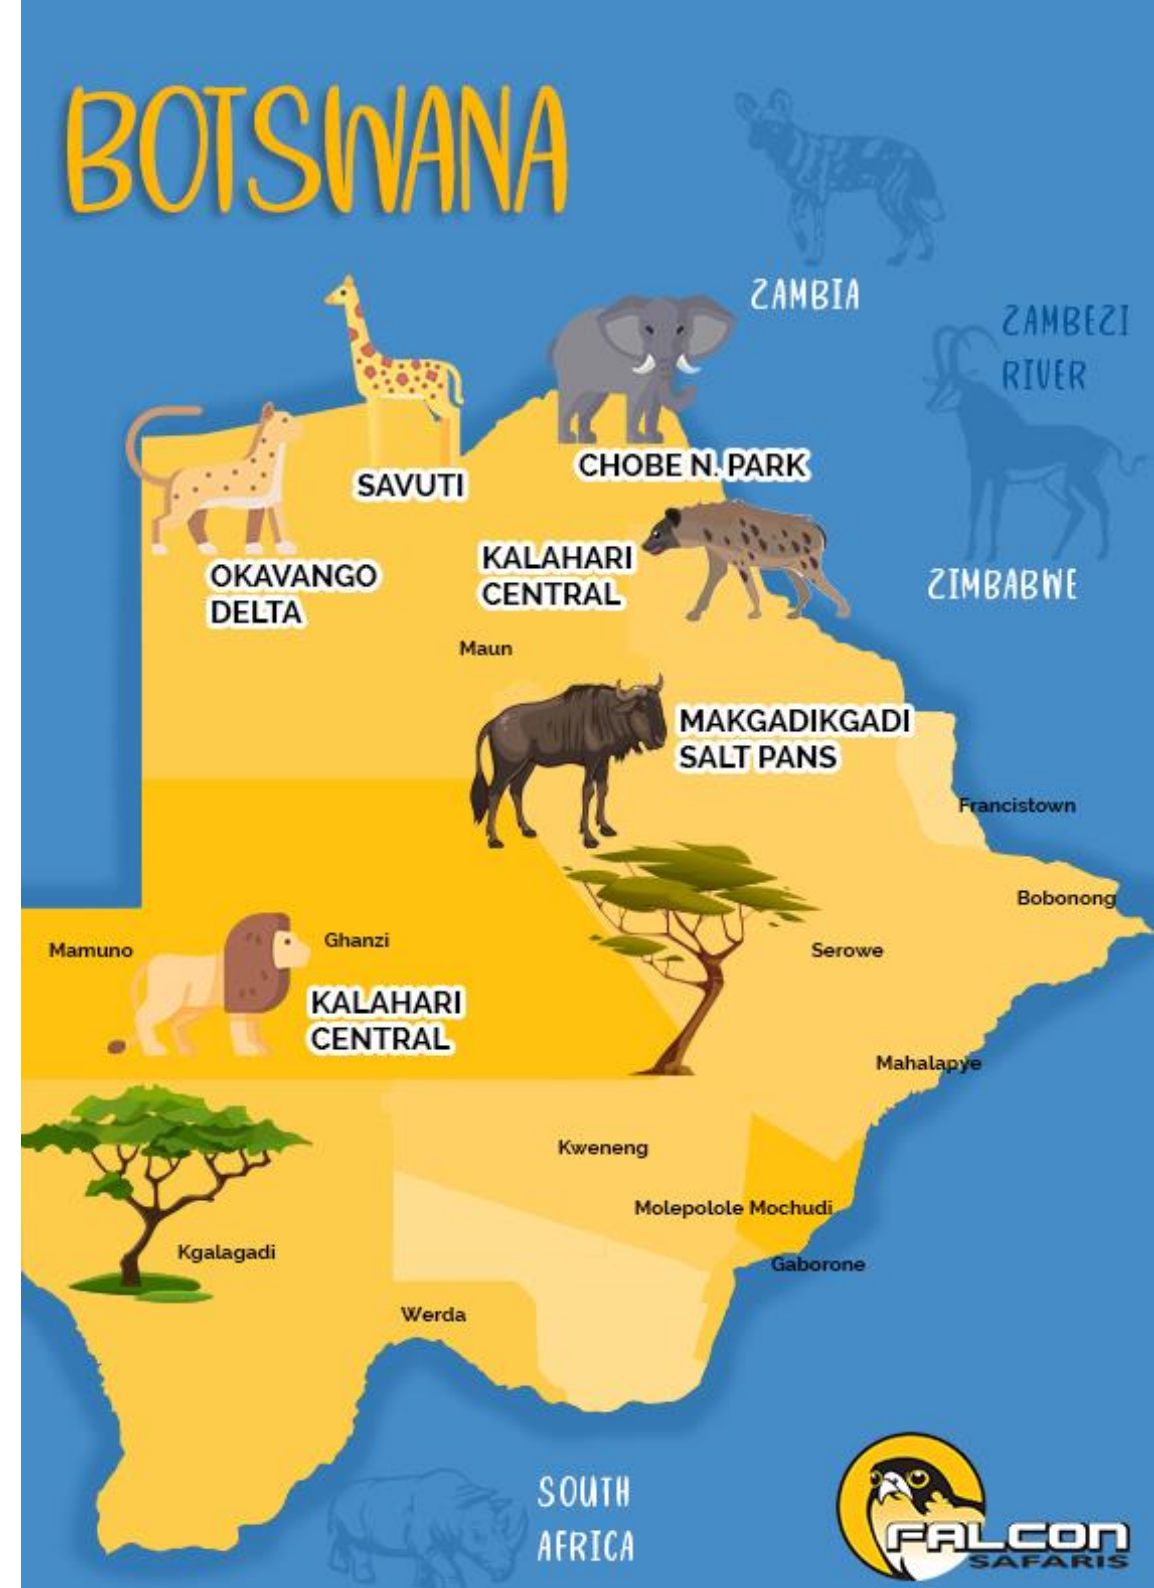 BOTSWANA
ZAMBIA
ZAMBEZI
RIVER
CHOBE N. PARK
SAVUTI
KALAHARI
CENTRAL
OKAVANGO
DELTA
ZIMBABWE
Maun
MAKGADIKGADI
SALT PANS
Francistown
Bobonong
Mamuno
Ghanzi
Serowe
KALAHARI
CENTRAL
Mahalapye
Kweneng
Molepolole Mochudi
Kgalagadi
Gaborone
Werda
SOUTH
AFRICA
FALCON
SAFARIS